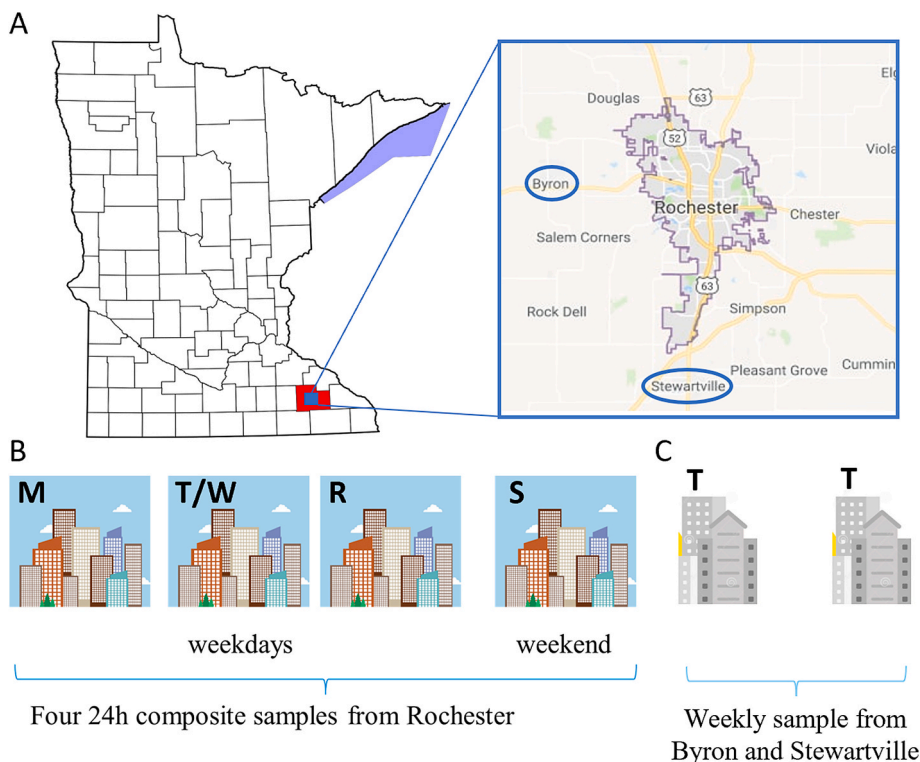 A
Douglas
63
Elg
52
Viola
Byron
Rochester
Chester
Salem Corners
63
Rock Dell
Simpson
Pleasant Grove
Cummin
Stewartville
B
M
T/W
R
S
C
T
T
weekdays
weekend
Four 24h composite samples from Rochester
Weekly sample from
Byron and Stewartville